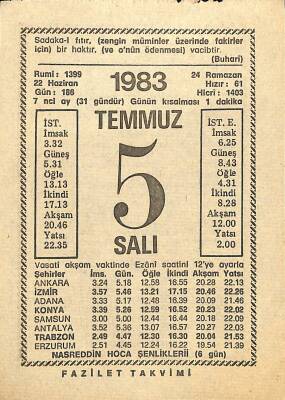 Sadaka-i fıtır, (zengin müminler üzerinde fakirler
için) bir haktır. (ve o'nün ödenmesi) vacibtir.
(Buhari)
Rumi : 1399
22 Haziran
Gün : 186
1983
24 Ramazan
Hızır : 61
Hicri : 1403
7 nci ay (31 gündür) Günün kısalması 1 dakika
TEMMUZ
5
SALI
İST.
İmsak
3.32
Güneş
5.31
Öğle
13.13
İkindi
17.13
Akşam
20.46
Yatsı
22.35
İST. E.
İmsak
6.25
Güneş
8.43
Öğle
4.31
İkindi
8.28
Akşam
12.00
Yatsı
2.00
Vasati akşam vaktinde Ezânî saatini 12'ye ayarla
Şehirler İms. Gün. Öğle İkindi Akşam Yatsı
ANKARA 3.24 5.18 12.58 16.55 20.28 22.13
İZMİR 3.57 5.46 13.21 17.15 20.46 22.26
ADANA 3.33 5.17 12.48 16.39 20.09 21.46
KONYA 3.39 5.26 12.59 16.52 20.23 22.02
SAMSUN 3.00 5.00 12.44 16.44 20.18 22.09
ANTALYA 3.52 5.36 13.07 16.57 20.27 22.03
TRABZON 2.49 4.47 12.30 16.30 20.04 21.53
ERZURUM 2.51 4.45 12.24 16.22 19.54 21.39
NASREDDİN HOCA ŞENLİKLERİİ (6 gün)
FAZİLET TAKVİMİ